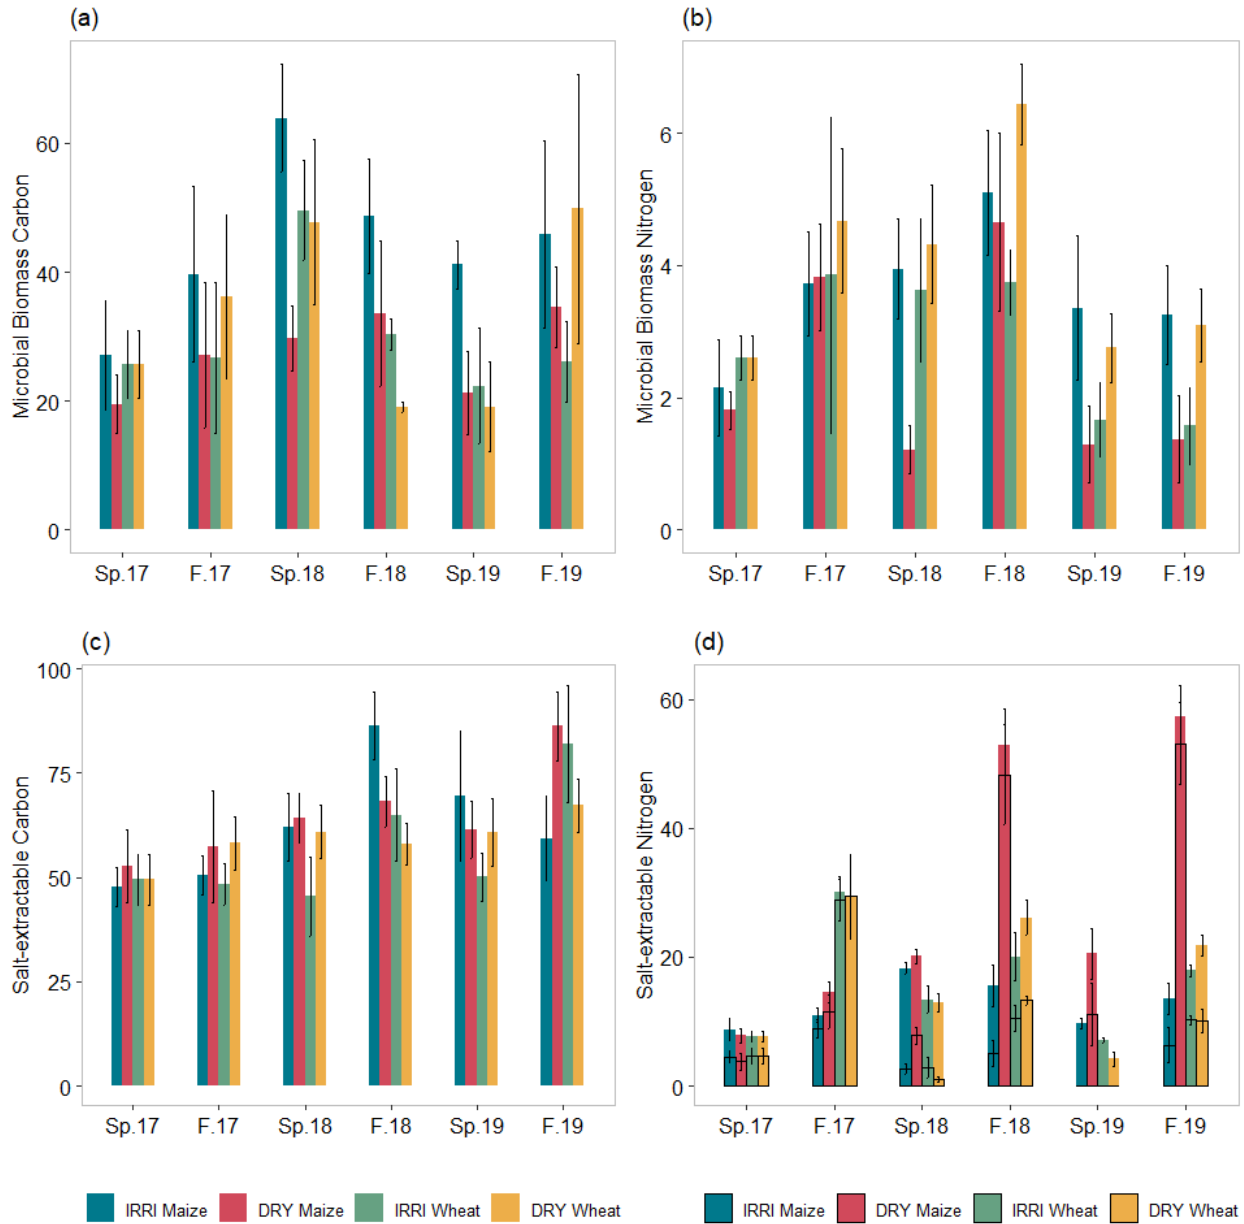 (a)
Microbial Biomass Carbon
60
40
20
0
Sp.17 F.17 Sp.18 F.18 Sp.19 F.19
(b)
Microbial Biomass Nitrogen
6
4
2
0
Sp.17 F.17 Sp.18 F.18 Sp.19 F.19
(c)
Salt-extractable Carbon
100
75
50
25
0
Sp.17 F.17 Sp.18 F.18 Sp.19 F.19
(d)
Salt-extractable Nitrogen
60
40
20
0
Sp.17 F.17 Sp.18 F.18 Sp.19 F.19
IRRI Maize DRY Maize IRRI Wheat DRY Wheat
IRRI Maize DRY Maize IRRI Wheat DRY Wheat